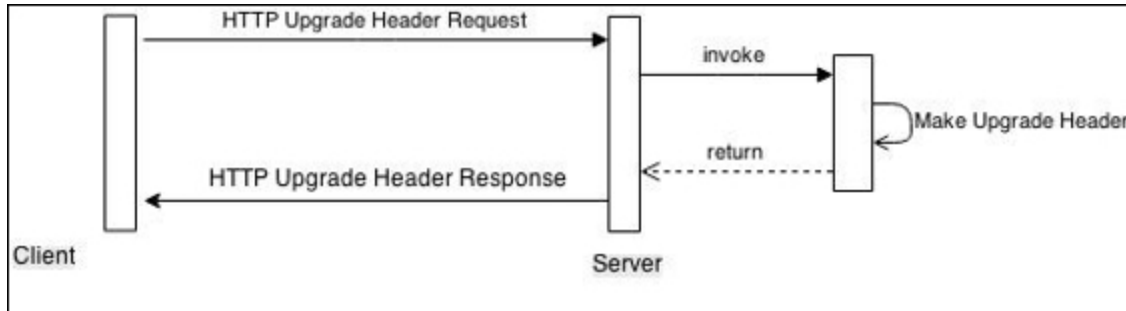 HTTP Upgrade Header Request
invoke
Make Upgrade Header
return
HTTP Upgrade Header Response
Client
Server